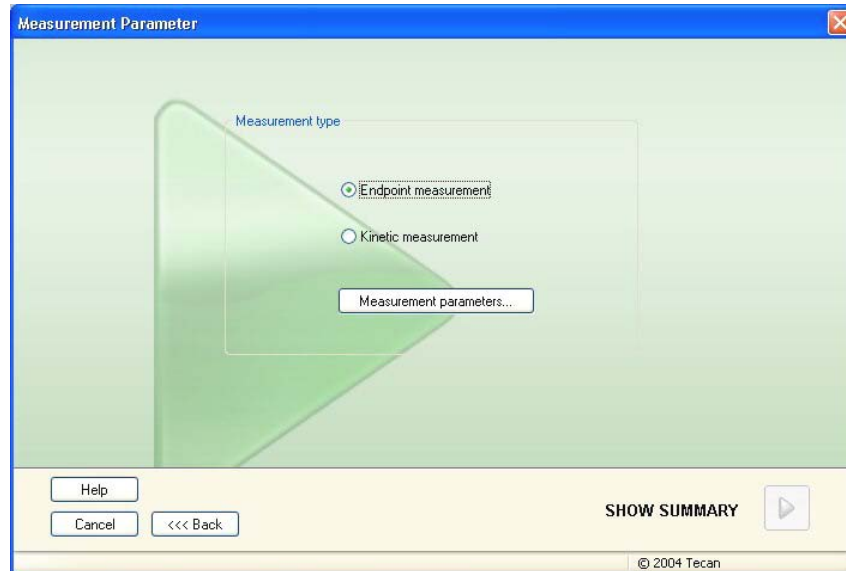 Measurement Parameter
Measurement type
Endpoint measurement
Kinetic measurement
Measurement parameters...
Help
Cancel
<<< Back
SHOW SUMMARY
© 2004 Tecan